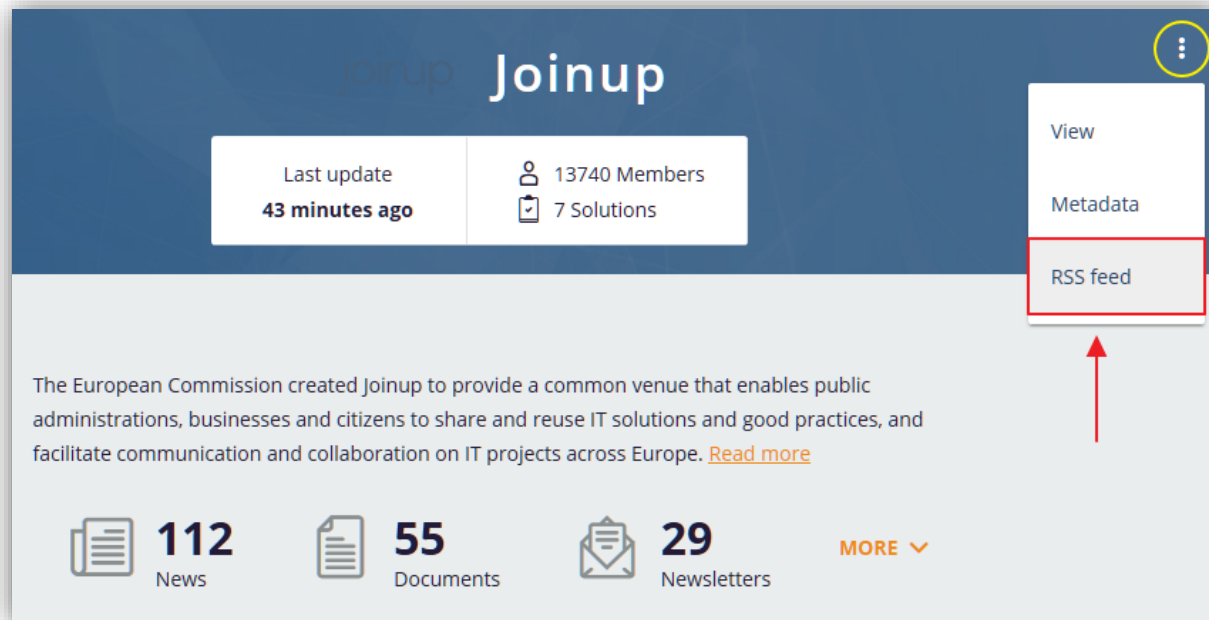 joinup
Joinup
Last update
43 minutes ago
13740 Members
7 Solutions
View
Metadata
RSS feed
The European Commission created Joinup to provide a common venue that enables public
administrations, businesses and citizens to share and reuse IT solutions and good practices, and
facilitate communication and collaboration on IT projects across Europe. Read more
112
News
55
Documents
29
Newsletters
MORE